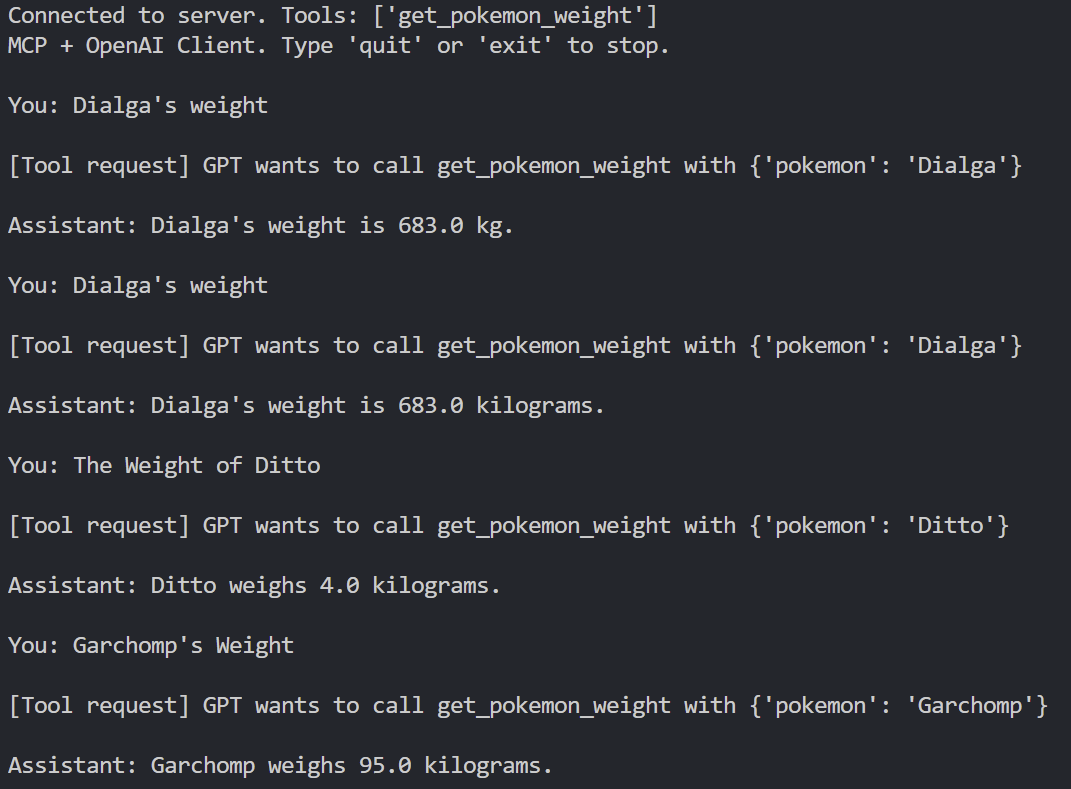 Connected to server. Tools: ['get_pokemon_weight']
MCP + OpenAI Client. Type 'quit' or 'exit' to stop.
You: Dialga's weight
[Tool request] GPT wants to call get_pokemon_weight with {'pokemon': 'Dialga'}
Assistant: Dialga's weight is 683.0 kg.
You: Dialga's weight
[Tool request] GPT wants to call get_pokemon_weight with {'pokemon': 'Dialga'}
Assistant: Dialga's weight is 683.0 kilograms.
You: The Weight of Ditto
[Tool request] GPT wants to call get_pokemon_weight with {'pokemon': 'Ditto'}
Assistant: Ditto weighs 4.0 kilograms.
You: Garchomp's Weight
[Tool request] GPT wants to call get_pokemon_weight with {'pokemon': 'Garchomp'}
Assistant: Garchomp weighs 95.0 kilograms.